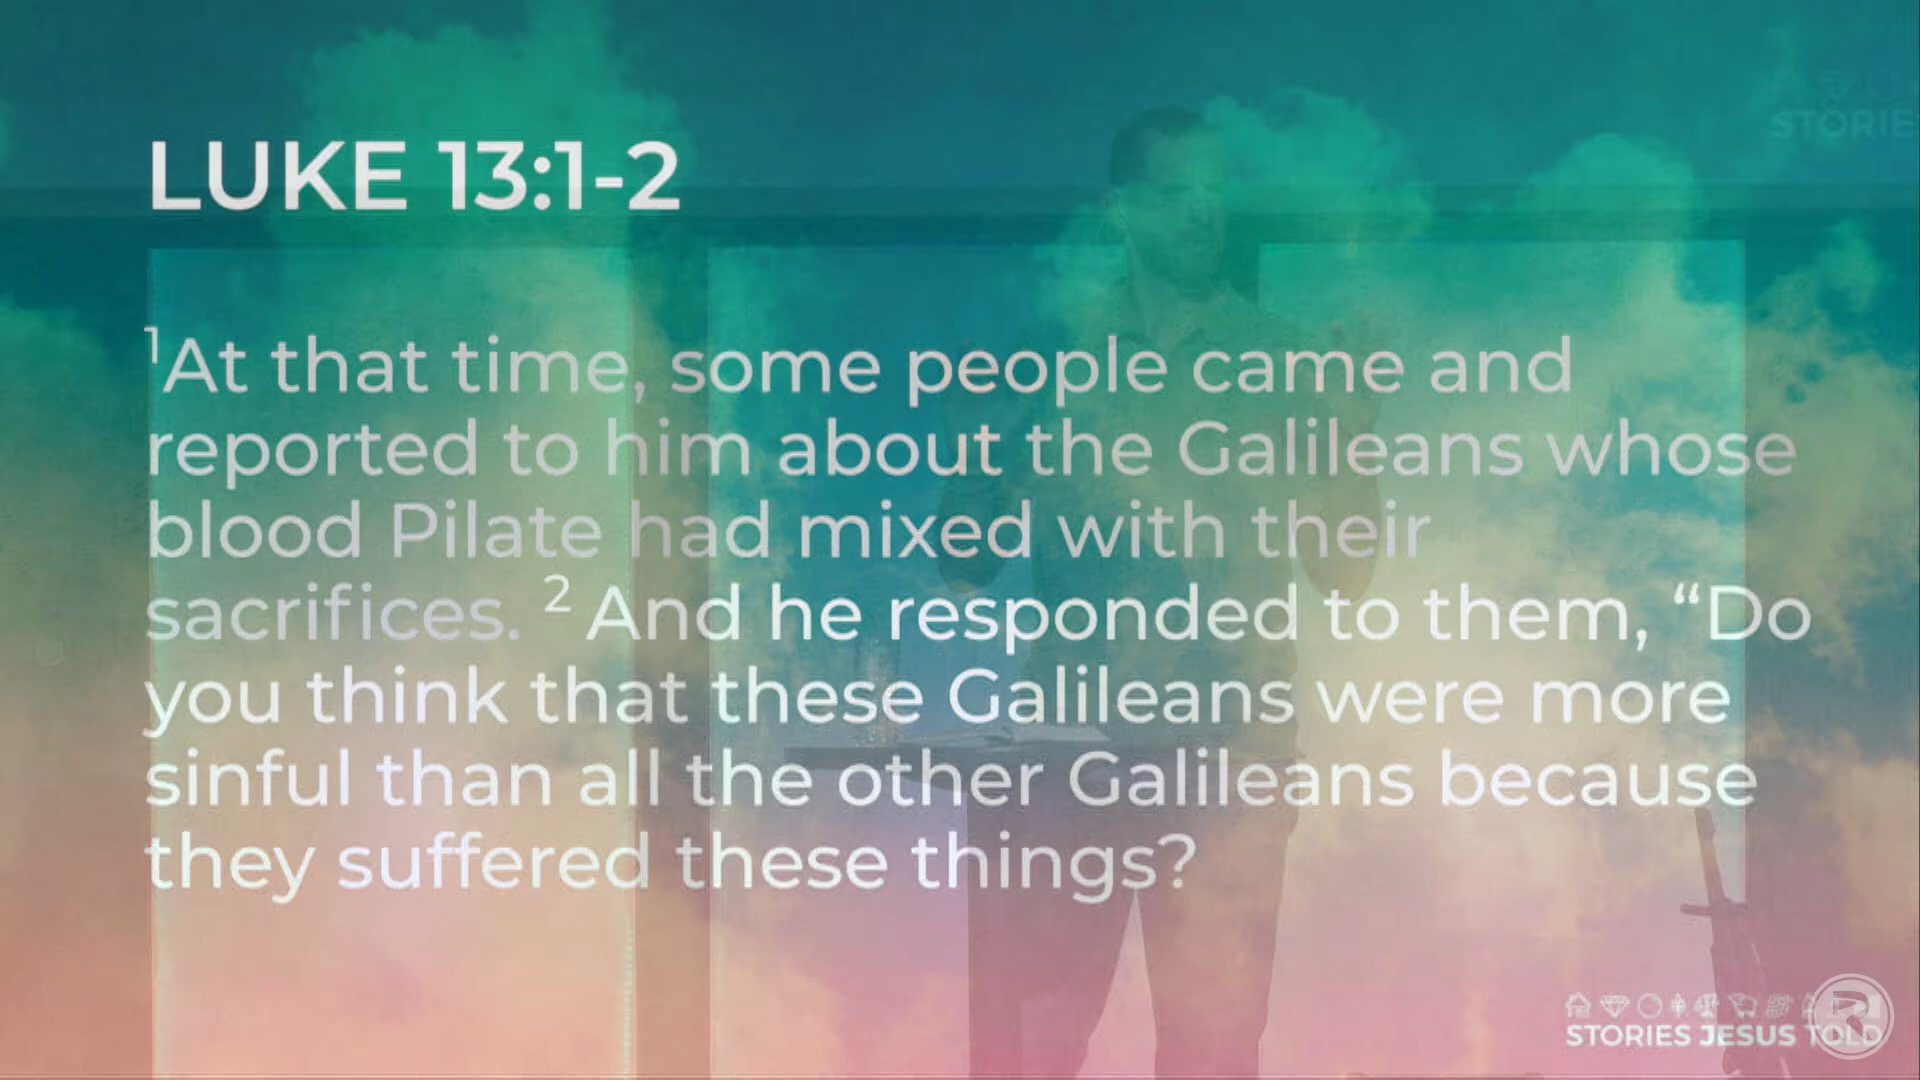 STORIE
LUKE 13:1-2
¹At that time, some people came and
reported to him about the Galileans whose
blood Pilate had mixed with their
sacrifices. ² And he responded to them, “Do
you think that these Galileans were more
sinful than all the other Galileans because
they suffered these things?
STORIES JESUS TOLD
R